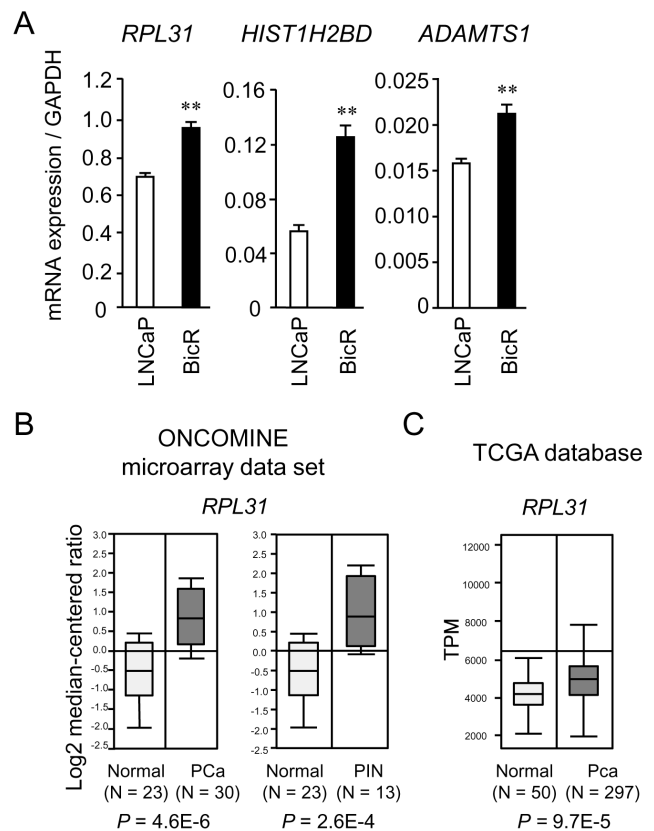 A
RPL31 HIST1H2BD ADAMTS1
mRNA expression / GAPDH
1.2
1.0
0.8
0.6
0.4
0.2
0
**
LNCaP
BicR
0.16
0.12
0.08
0.04
0
**
LNCaP
BicR
0.025
0.020
0.015
0.010
0.005
0
**
LNCaP
BicR
B
ONCOMINE
microarray data set
RPL31
Log2 median-centered ratio
3.0
2.5
2.0
1.5
1.0
0.5
0.0
-0.5
-1.0
-1.5
-2.0
-2.5
Normal PCa
(N = 23) (N = 30)
P = 4.6E-6
3.0
2.5
2.0
1.5
1.0
0.5
0.0
-0.5
-1.0
-1.5
-2.0
-2.5
Normal PIN
(N = 23) (N = 13)
P = 2.6E-4
C
TCGA database
RPL31
TPM
12000
10000
8000
6000
4000
2000
Normal Pca
(N = 50) (N = 297)
P = 9.7E-5